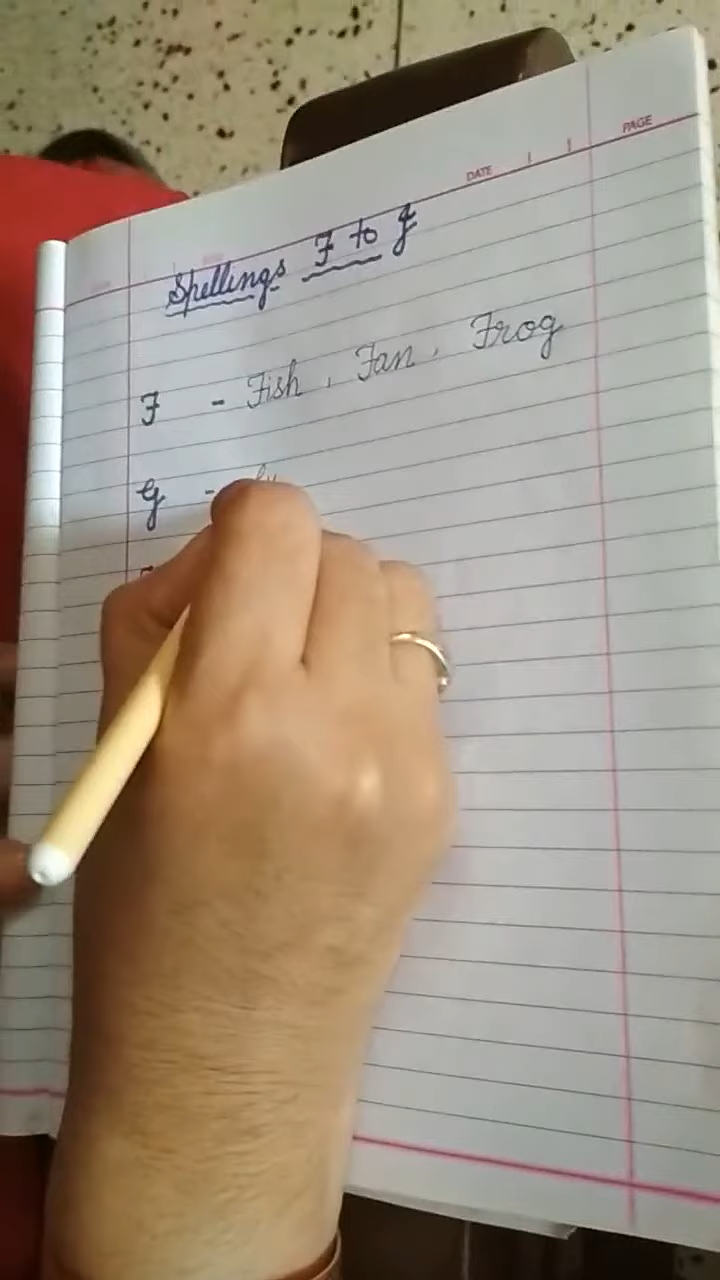 DATE PAGE
Spellings F to J
F - Fish, Fan, Frog
G -